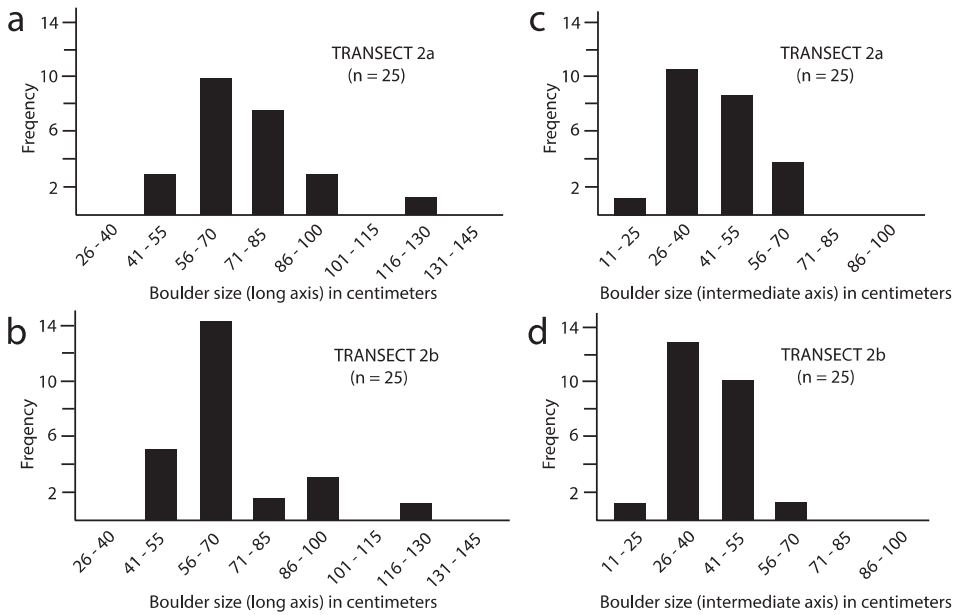 a
14
10
6
2
Freqency
TRANSECT 2a
(n = 25)
26 - 40
41 - 55
56 - 70
71 - 85
86 - 100
101 - 115
116 - 130
131 - 145
Boulder size (long axis) in centimeters
c
14
10
6
2
Freqency
TRANSECT 2a
(n = 25)
11 - 25
26 - 40
41 - 55
56 - 70
71 - 85
86 - 100
Boulder size (intermediate axis) in centimeters
b
14
10
6
2
Freqency
TRANSECT 2b
(n = 25)
26 - 40
41 - 55
56 - 70
71 - 85
86 - 100
101 - 115
116 - 130
131 - 145
Boulder size (long axis) in centimeters
d
14
10
6
2
Freqency
TRANSECT 2b
(n = 25)
11 - 25
26 - 40
41 - 55
56 - 70
71 - 85
86 - 100
Boulder size (intermediate axis) in centimeters